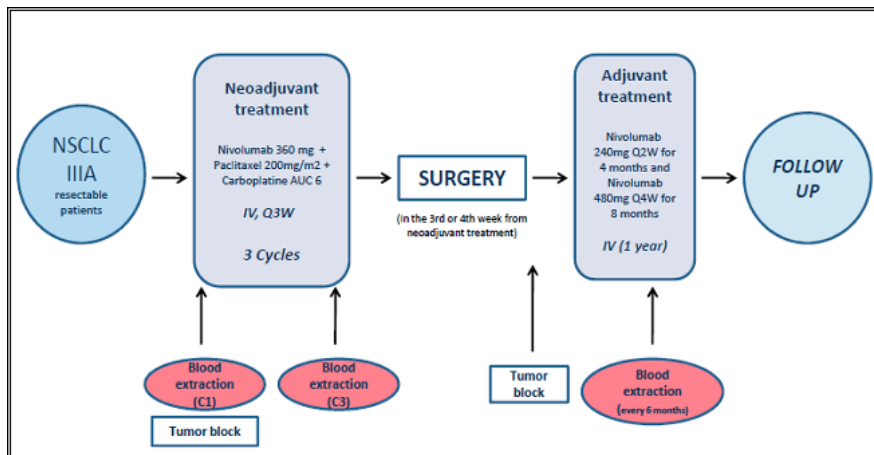 NSCLC
IIIA
resectable
patients
Neoadjuvant
treatment
Nivolumab 360 mg +
Paclitaxel 200mg/m2 +
Carboplatine AUC 6
IV, Q3W
3 Cycles
SURGERY
(In the 3rd or 4th week from
neoadjuvant treatment)
Adjuvant
treatment
Nivolumab
240mg Q2W for
4 months and
Nivolumab
480mg Q4W for
8 months
IV (1 year)
FOLLOW
UP
Blood
extraction
(C1)
Tumor block
Blood
extraction
(C3)
Tumor
block
Blood
extraction
(every 6 months)